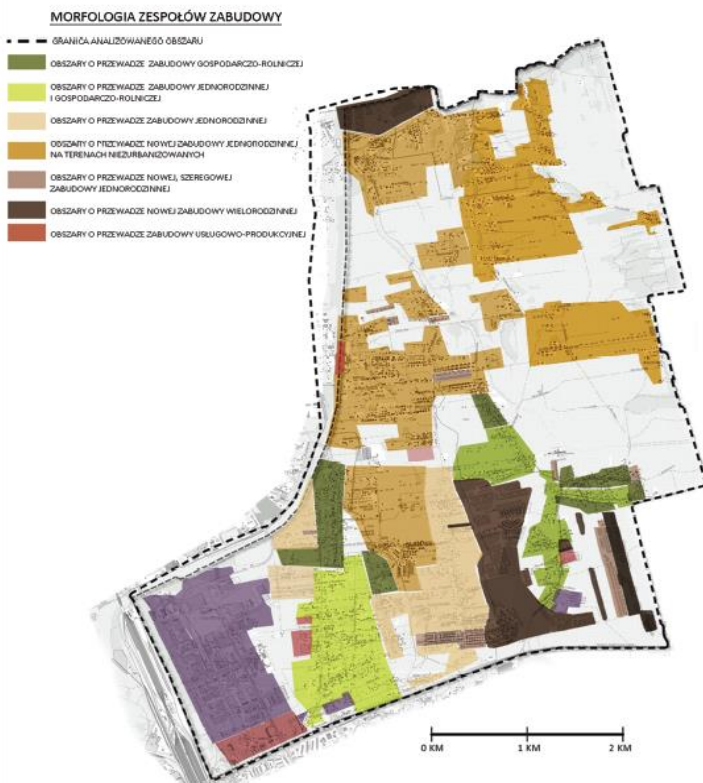 MORFOLOGIA ZESPOŁÓW ZABUDOWY
GRANICA ANALIZOWANEGO OBSZARU
OBSZARY O PRZEWADZE ZABUDOWY GOSPODARCZO-ROLNICZEJ
OBSZARY O PRZEWADZE ZABUDOWY JEDNORODZINNEJ
I GOSPODARCZO-ROLNICZEJ
OBSZARY O PRZEWADZE ZABUDOWY JEDNORODZINNEJ
OBSZARY O PRZEWADZE NOWEJ ZABUDOWY JEDNORODZINNEJ
NA TERENACH NIEZURBANIZOWANYCH
OBSZARY O PRZEWADZE NOWEJ, SZEREGOWEJ
ZABUDOWY JEDNORODZINNEJ
OBSZARY O PRZEWADZE NOWEJ ZABUDOWY WIELORODZINNEJ
OBSZARY O PRZEWADZE ZABUDOWY USŁUGOWO-PRODUKCYJNEJ
0 KM 1 KM 2 KM